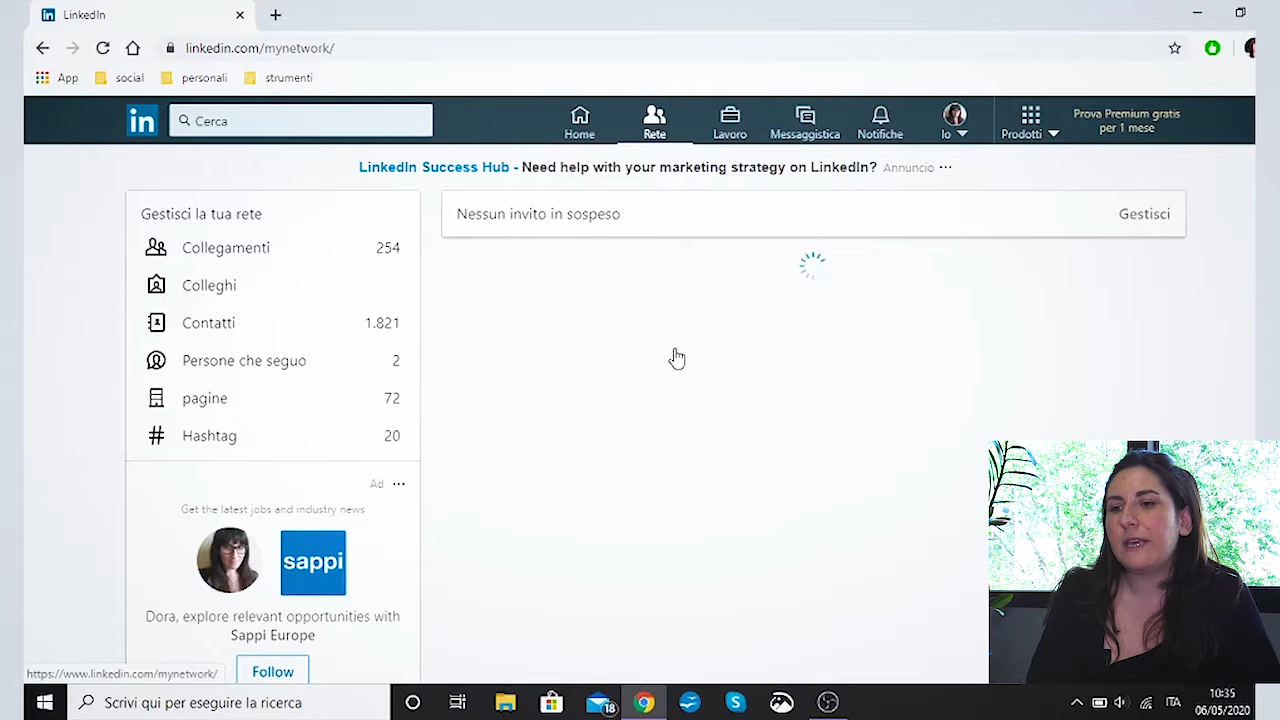 LinkedIn
linkedin.com/mynetwork/
App social personali strumenti
in Cerca
Home Rete Lavoro Messaggistica Notifiche Io Prodotti
Prova Premium gratis
per 1 mese
LinkedIn Success Hub - Need help with your marketing strategy on LinkedIn? Annuncio ···
Gestisci la tua rete
Collegamenti 254
Colleghi
Contatti 1.821
Persone che seguo 2
pagine 72
Hashtag 20
Nessun invito in sospeso Gestisci
Ad ···
Get the latest jobs and industry news
sappi
Dora, explore relevant opportunities with
Sappi Europe
Follow
https://www.linkedin.com/mynetwork/
Scrivi qui per eseguire la ricerca
18
ITA
10:35
06/05/2020